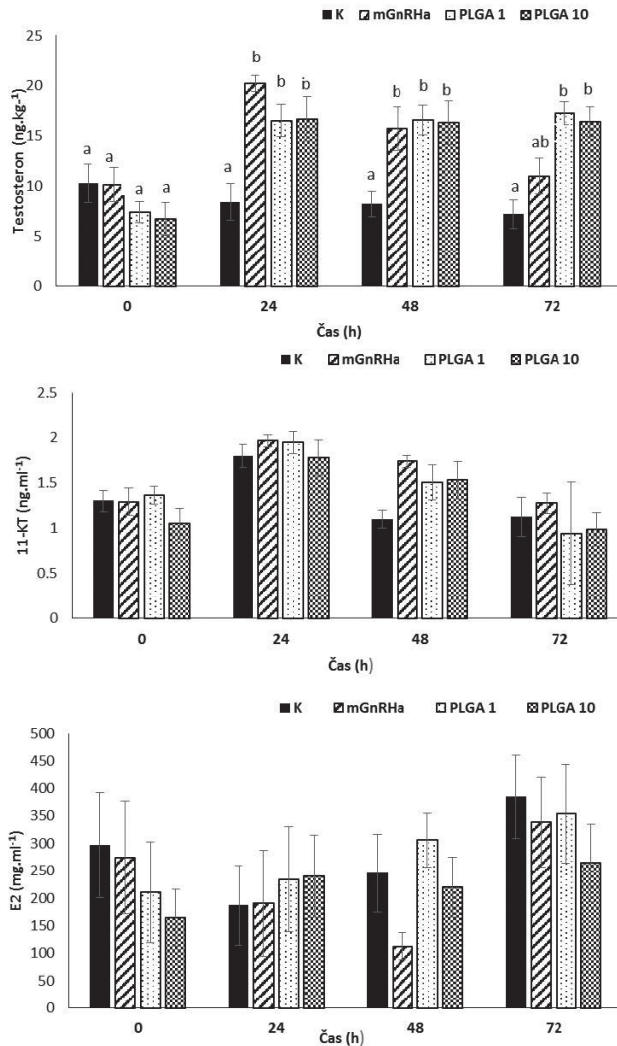 K mGnRHa PLGA 1 PLGA 10
Testosteron (ng.kg⁻¹)
25
20
15
10
5
0
a a a a
a b b b
a b b b
a ab b b
0 24 48 72
Čas (h)
K mGnRHa PLGA 1 PLGA 10
11-KT (ng.ml⁻¹)
2.5
2
1.5
1
0.5
0
0 24 48 72
Čas (h)
K mGnRHa PLGA 1 PLGA 10
E2 (mg.ml⁻¹)
500
450
400
350
300
250
200
150
100
50
0
0 24 48 72
Čas (h)